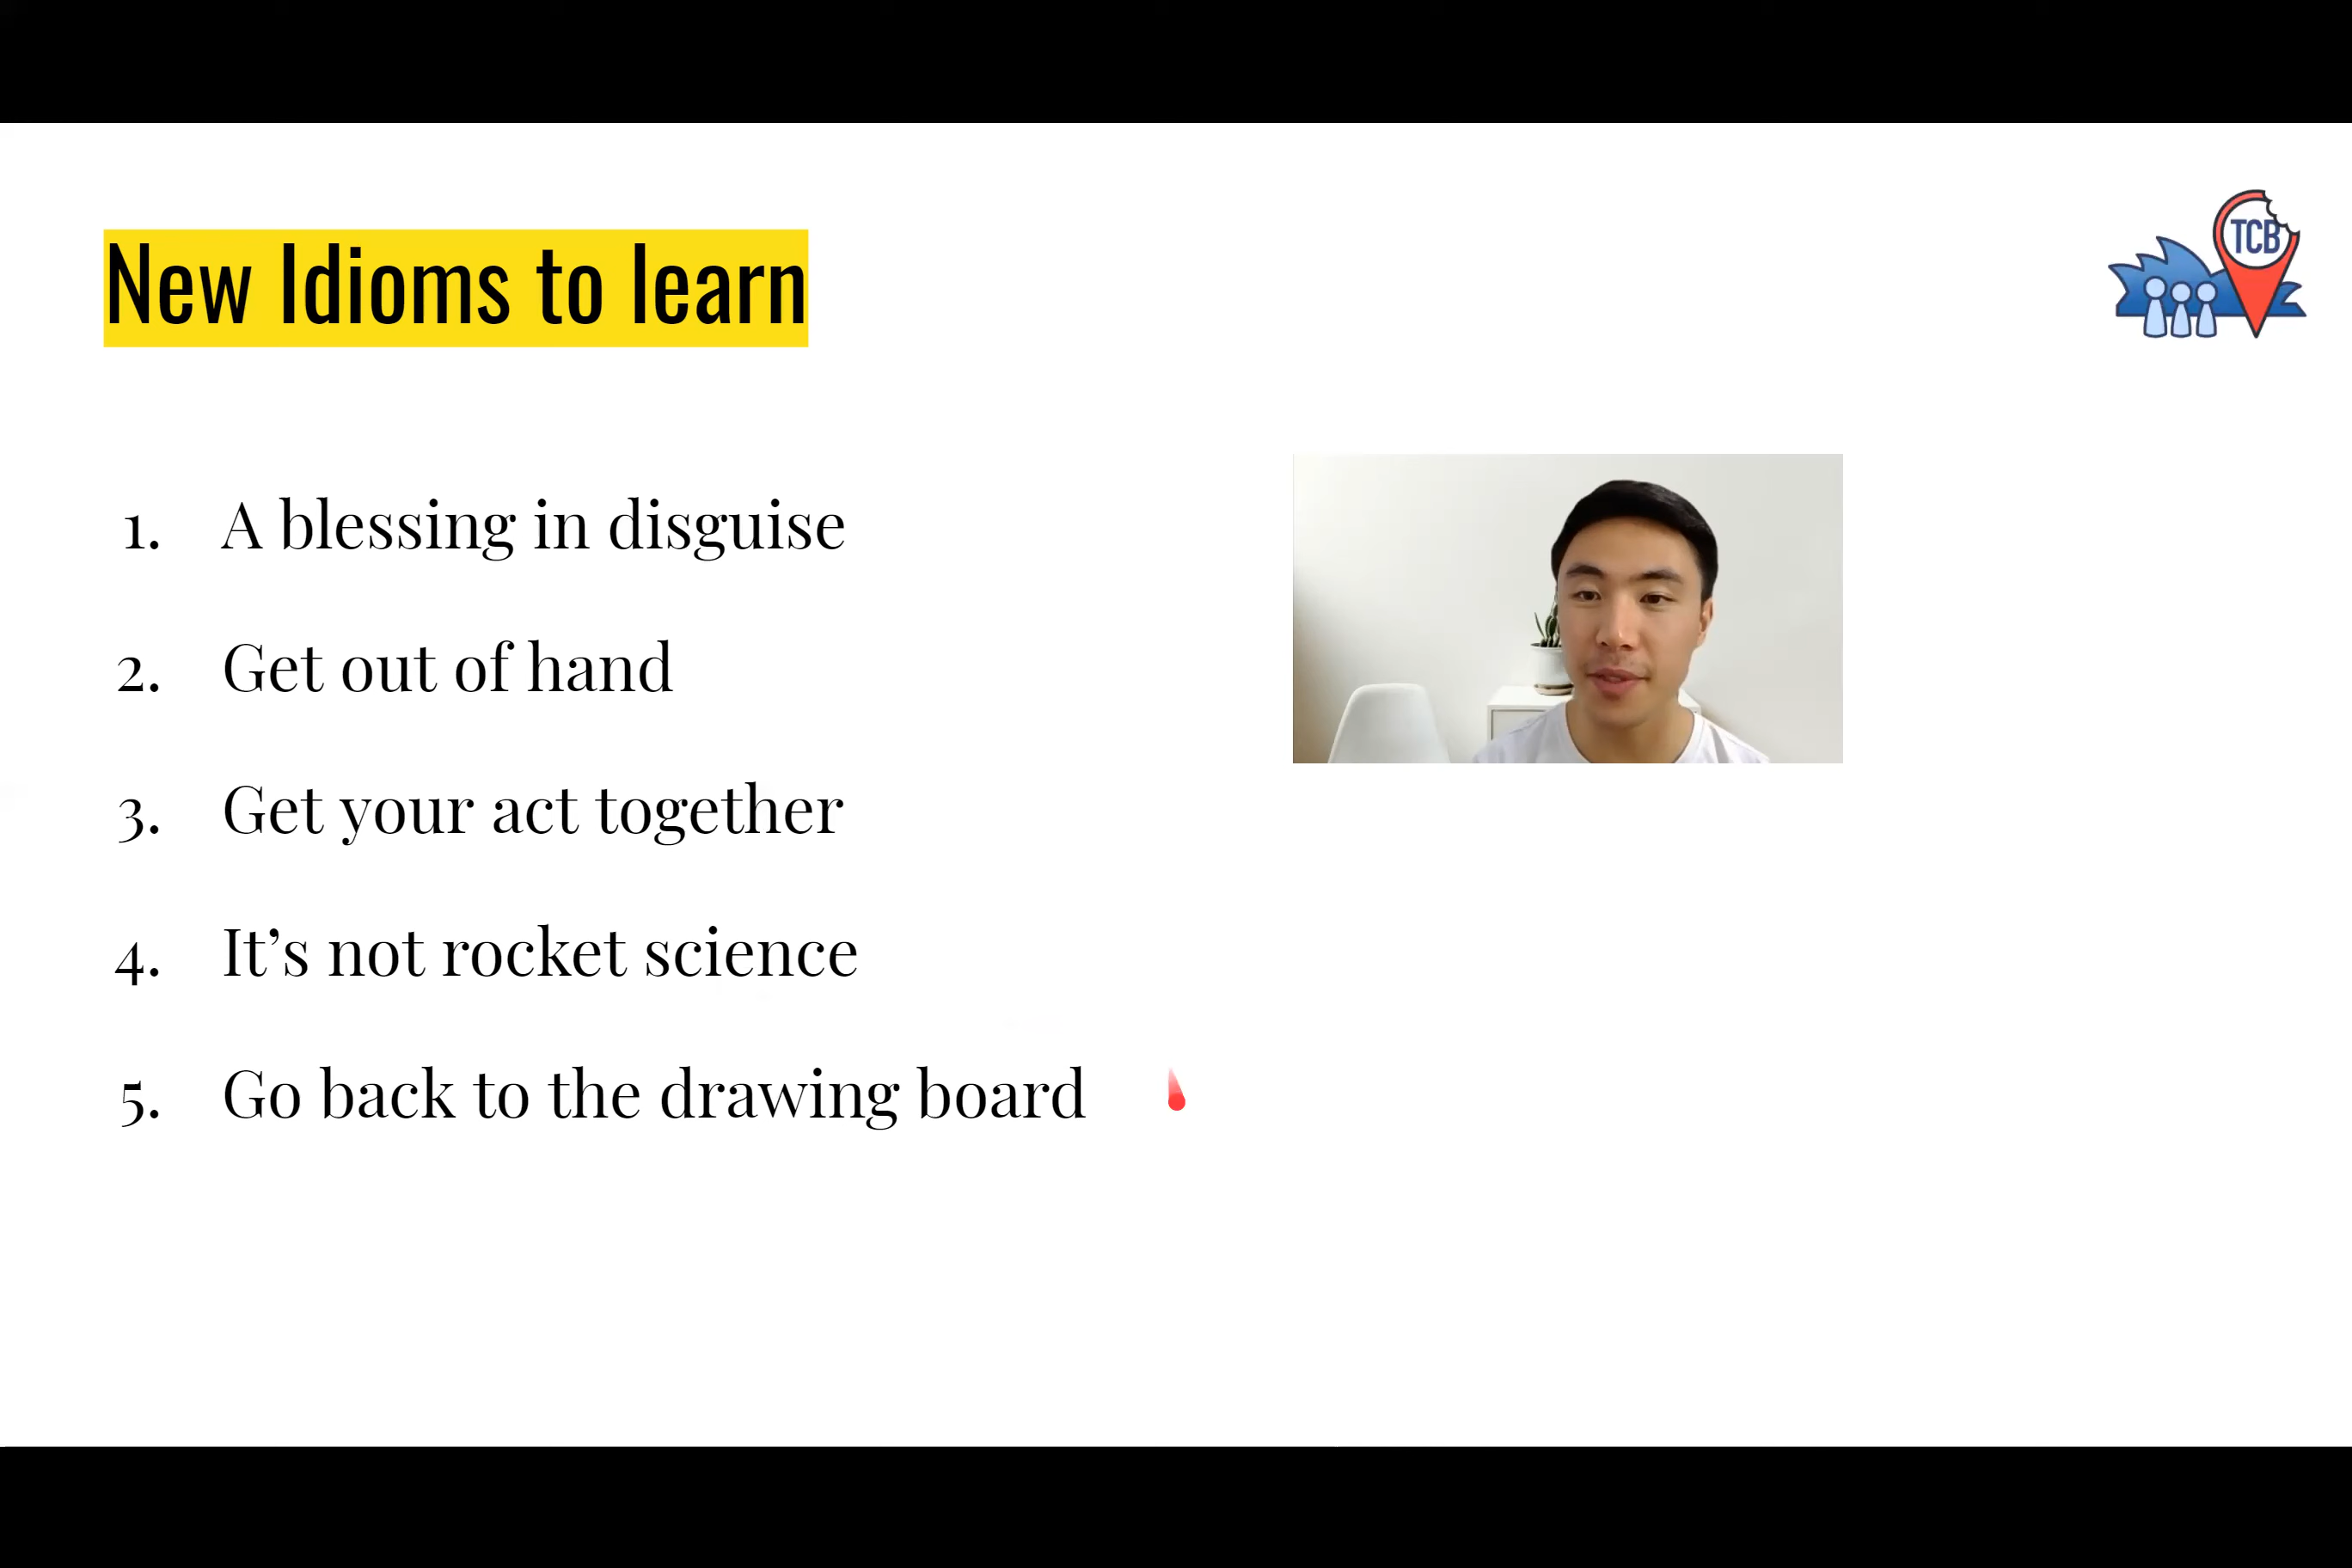 New Idioms to learn
TCB
1. A blessing in disguise
2. Get out of hand
3. Get your act together
4. It’s not rocket science
5. Go back to the drawing board